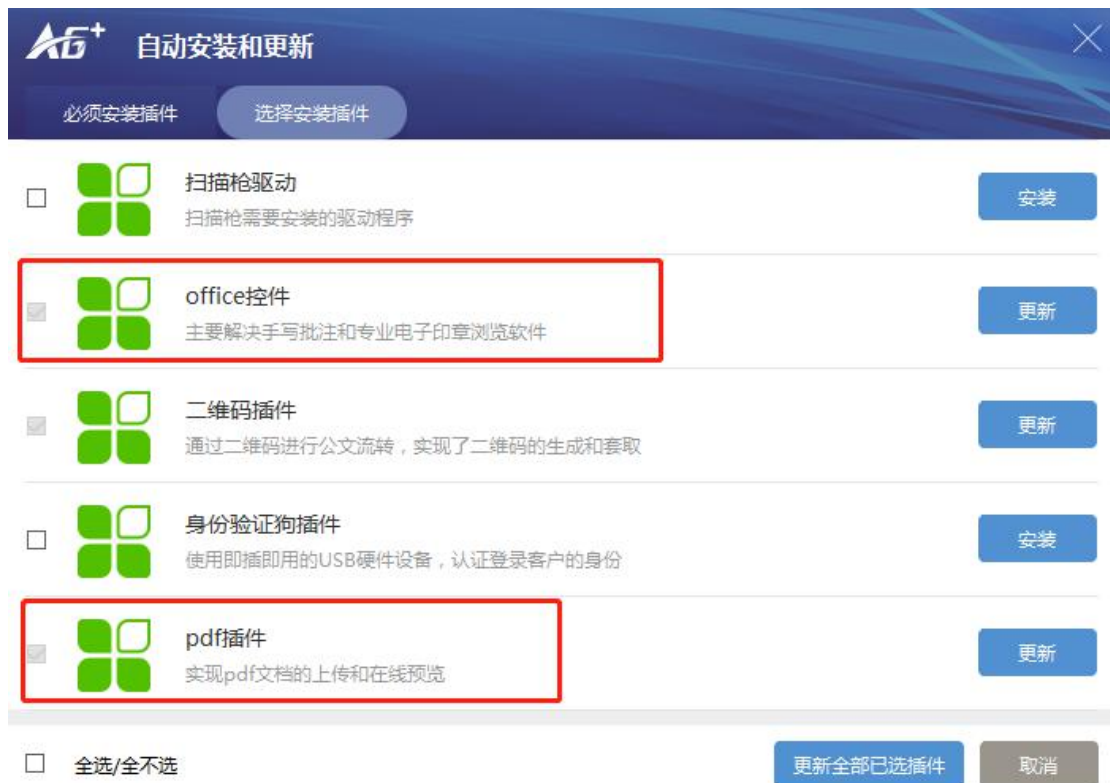 AG+ 自动安装和更新
必须安装插件 选择安装插件
扫描枪驱动
扫描枪需要安装的驱动程序
安装
office控件
主要解决手写批注和专业电子印章浏览软件
更新
二维码插件
通过二维码进行公文流转，实现了二维码的生成和套取
更新
身份验证狗插件
使用即插即用的USB硬件设备，认证登录客户的身份
安装
pdf插件
实现pdf文档的上传和在线预览
更新
全选/全不选 更新全部已选插件 取消